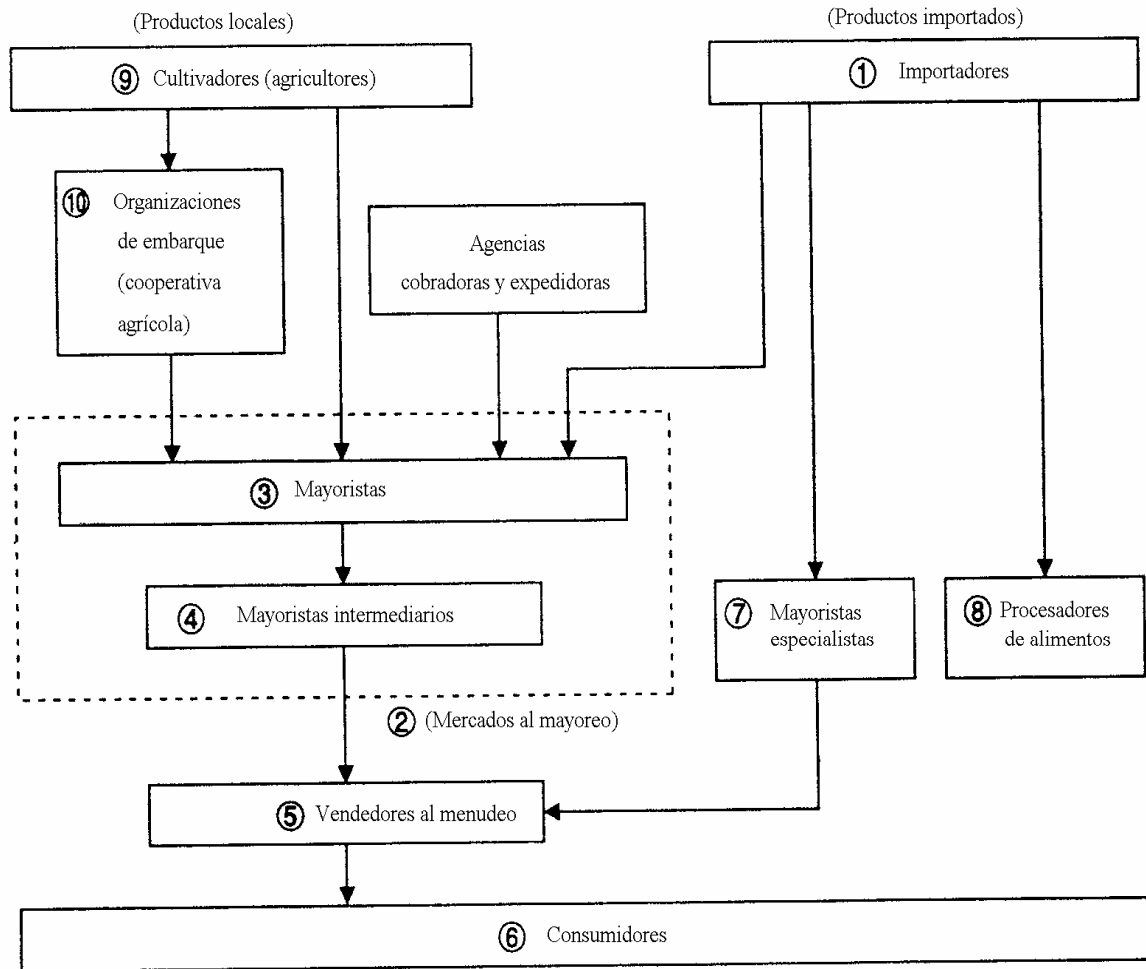 (Productos locales)
(Productos importados)
⑨ Cultivadores (agricultores)
① Importadores
⑩ Organizaciones
de embarque
(cooperativa
agrícola)
Agencias
cobradoras y expedidoras
③ Mayoristas
④ Mayoristas intermediarios
⑦ Mayoristas
especialistas
⑧ Procesadores
de alimentos
② (Mercados al mayoreo)
⑤ Vendedores al menudeo
⑥ Consumidores